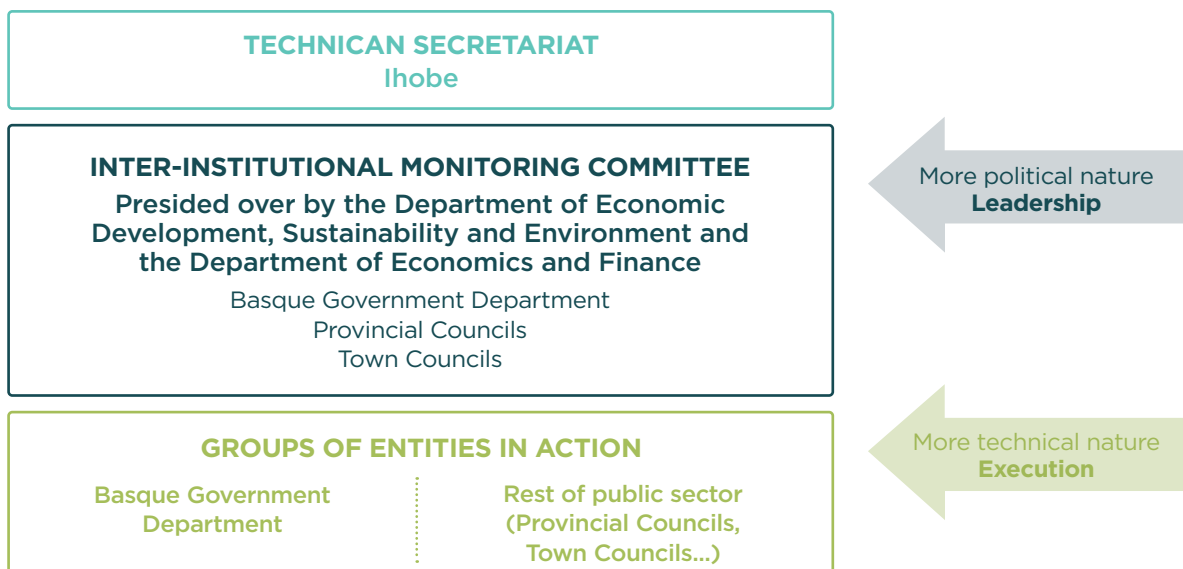 TECHNICAN SECRETARIAT
Ihobe
INTER-INSTITUTIONAL MONITORING COMMITTEE
Presided over by the Department of Economic
Development, Sustainability and Environment and
the Department of Economics and Finance
Basque Government Department
Provincial Councils
Town Councils
More political nature
Leadership
GROUPS OF ENTITIES IN ACTION
Basque Government
Department
Rest of public sector
(Provincial Councils,
Town Councils...)
More technical nature
Execution